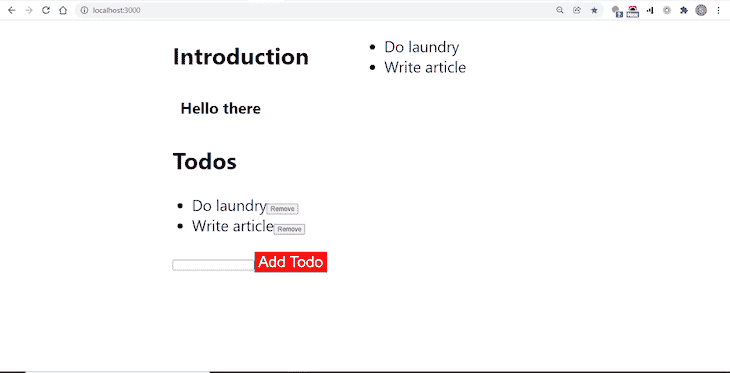 localhost:3000
Introduction
Hello there
Todos
Do laundry Remove
Write article Remove
Add Todo
Do laundry
Write article